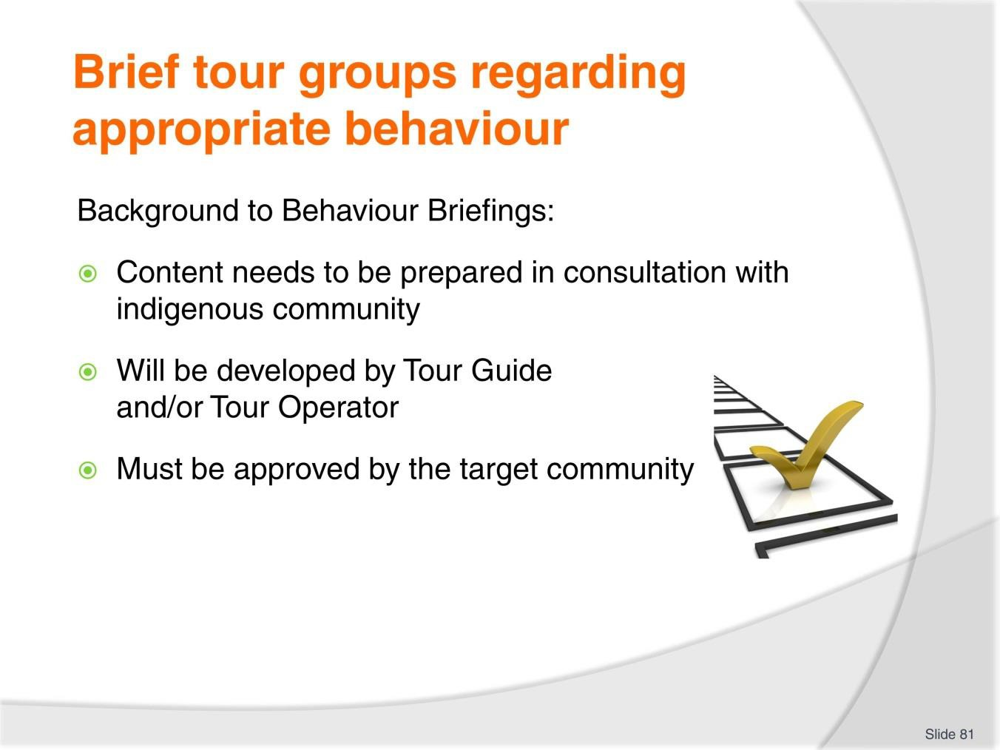 Brief tour groups regarding
appropriate behaviour
Background to Behaviour Briefings:
Content needs to be prepared in consultation with
indigenous community
Will be developed by Tour Guide
and/or Tour Operator
Must be approved by the target community
Slide 81